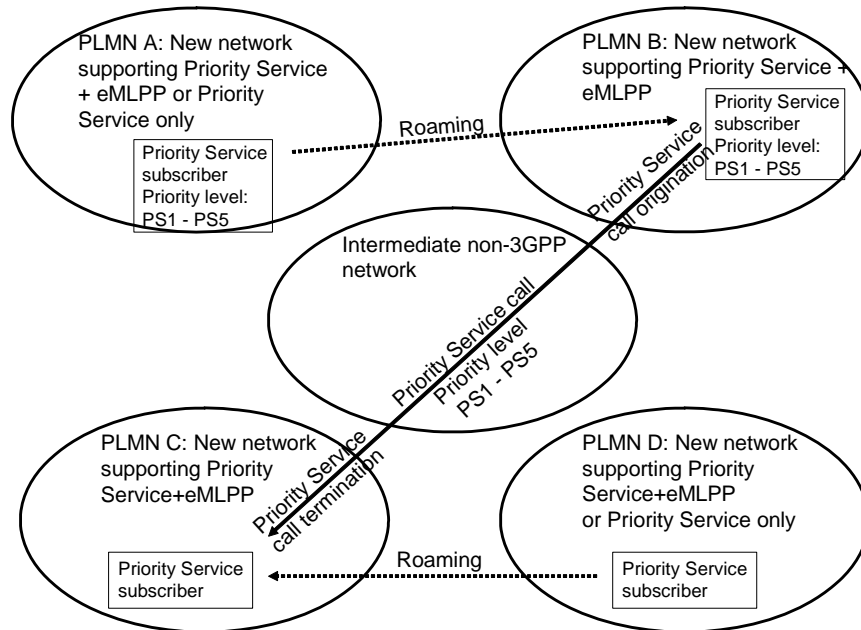 PLMN A: New network
supporting Priority Service
+ eMLPP or Priority
Service only
Priority Service
subscriber
Priority level:
PS1 - PS5
Roaming
PLMN B: New network
supporting Priority Service +
eMLPP
Priority Service
subscriber
Priority level:
PS1 - PS5
Priority Service
call origination
Intermediate non-3GPP
network
Priority Service call
Priority level
PS1 - PS5
PLMN C: New network
supporting Priority
Service+eMLPP
Priority Service
call termination
Priority Service
subscriber
Roaming
PLMN D: New network
supporting Priority
Service+eMLPP
or Priority Service only
Priority Service
subscriber